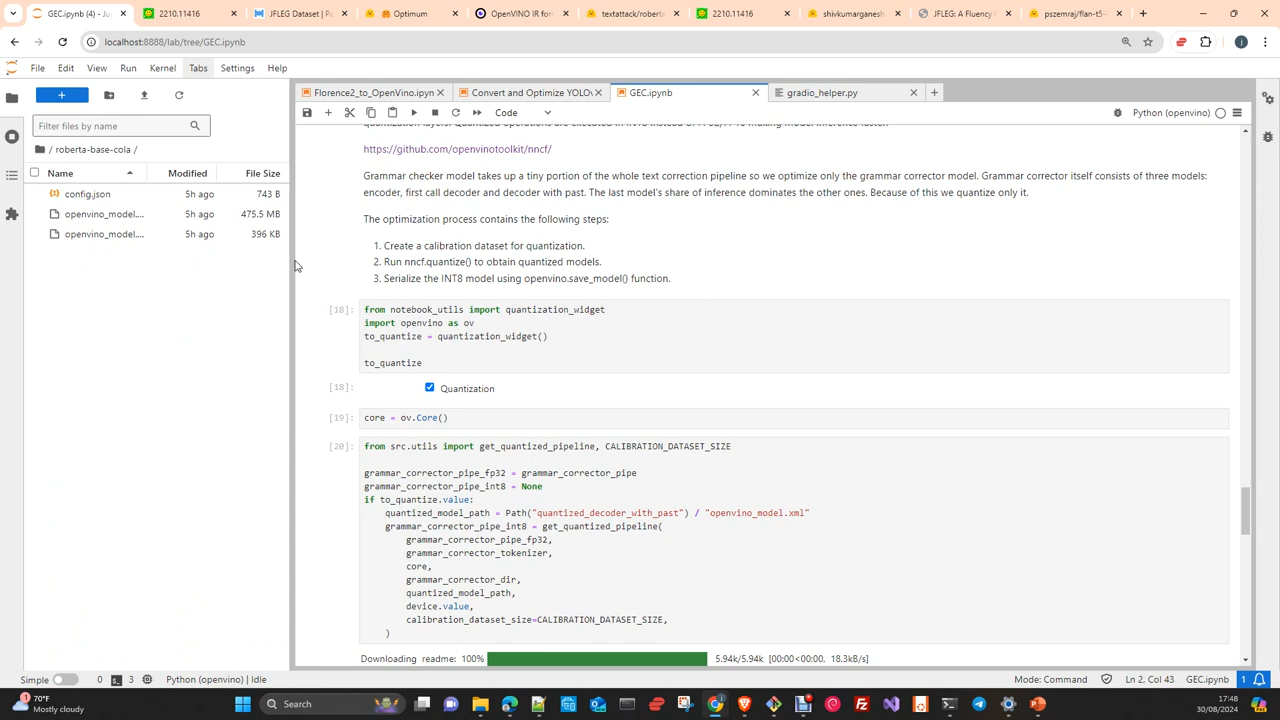 GEC.ipynb (4) - Ju
2210.11416
JFLEG Dataset | Pa
Optimum
OpenVINO IR form
textattack/roberta
2210.11416
shivkumarganesh
JFLEG: A Fluency C
pszemraj/flan-t5-
localhost:8888/lab/tree/GEC.ipynb
File Edit View Run Kernel Tabs Settings Help
Florence2_to_OpenVino.ipyn
Convert and Optimize YOLOv
GEC.ipynb
gradio_helper.py
Code
Python (openvino)
Filter files by name
/ roberta-base-cola /
Name Modified File Size
config.json 5h ago 743 B
openvino_model.... 5h ago 475.5 MB
openvino_model.... 5h ago 396 KB
https://github.com/openvinotoolkit/nncf/
Grammar checker model takes up a tiny portion of the whole text correction pipeline so we optimize only the grammar corrector model. Grammar corrector itself consists of three models:
encoder, first call decoder and decoder with past. The last model's share of inference dominates the other ones. Because of this we quantize only it.
The optimization process contains the following steps:
1. Create a calibration dataset for quantization.
2. Run nncf.quantize() to obtain quantized models.
3. Serialize the INT8 model using openvino.save_model() function.
[18]: from notebook_utils import quantization_widget
import openvino as ov
to_quantize = quantization_widget()
to_quantize
[18]: Quantization
[19]: core = ov.Core()
[20]: from src.utils import get_quantized_pipeline, CALIBRATION_DATASET_SIZE
grammar_corrector_pipe_fp32 = grammar_corrector_pipe
grammar_corrector_pipe_int8 = None
if to_quantize.value:
quantized_model_path = Path("quantized_decoder_with_past") / "openvino_model.xml"
grammar_corrector_pipe_int8 = get_quantized_pipeline(
grammar_corrector_pipe_fp32,
grammar_corrector_tokenizer,
core,
grammar_corrector_dir,
quantized_model_path,
device.value,
calibration_dataset_size=CALIBRATION_DATASET_SIZE,
)
Downloading readme: 100% 5.94k/5.94k [00:00<00:00, 18.3kB/s]
Simple 0 3 Python (openvino) | Idle
Mode: Command Ln 2, Col 43 GEC.ipynb 1
70°F
Mostly cloudy
Search
17:48
30/08/2024